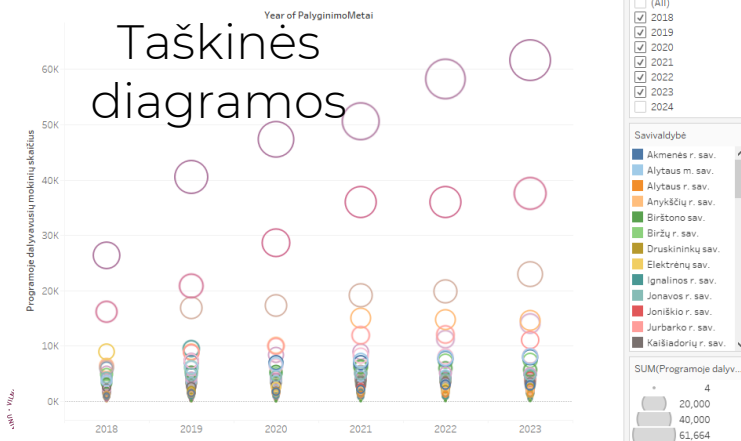 Year of PalyginimoMetai
Taškinės
diagramos
Programoje dalyvavusių mokinių skaičius
60K
50K
40K
30K
20K
10K
0K
2018
2019
2020
2021
2022
2023
(All)
2018
2019
2020
2021
2022
2023
2024
Savivaldybė
Akmenės r. sav.
Alytaus m. sav.
Alytaus r. sav.
Anykščių r. sav.
Birštono sav.
Biržų r. sav.
Druskininkų sav.
Elektrėnų sav.
Ignalinos r. sav.
Jonavos r. sav.
Joniškio r. sav.
Jurbarko r. sav.
Kaišiadorių r. sav.
SUM(Programoje dalyv...
4
20,000
40,000
61,664